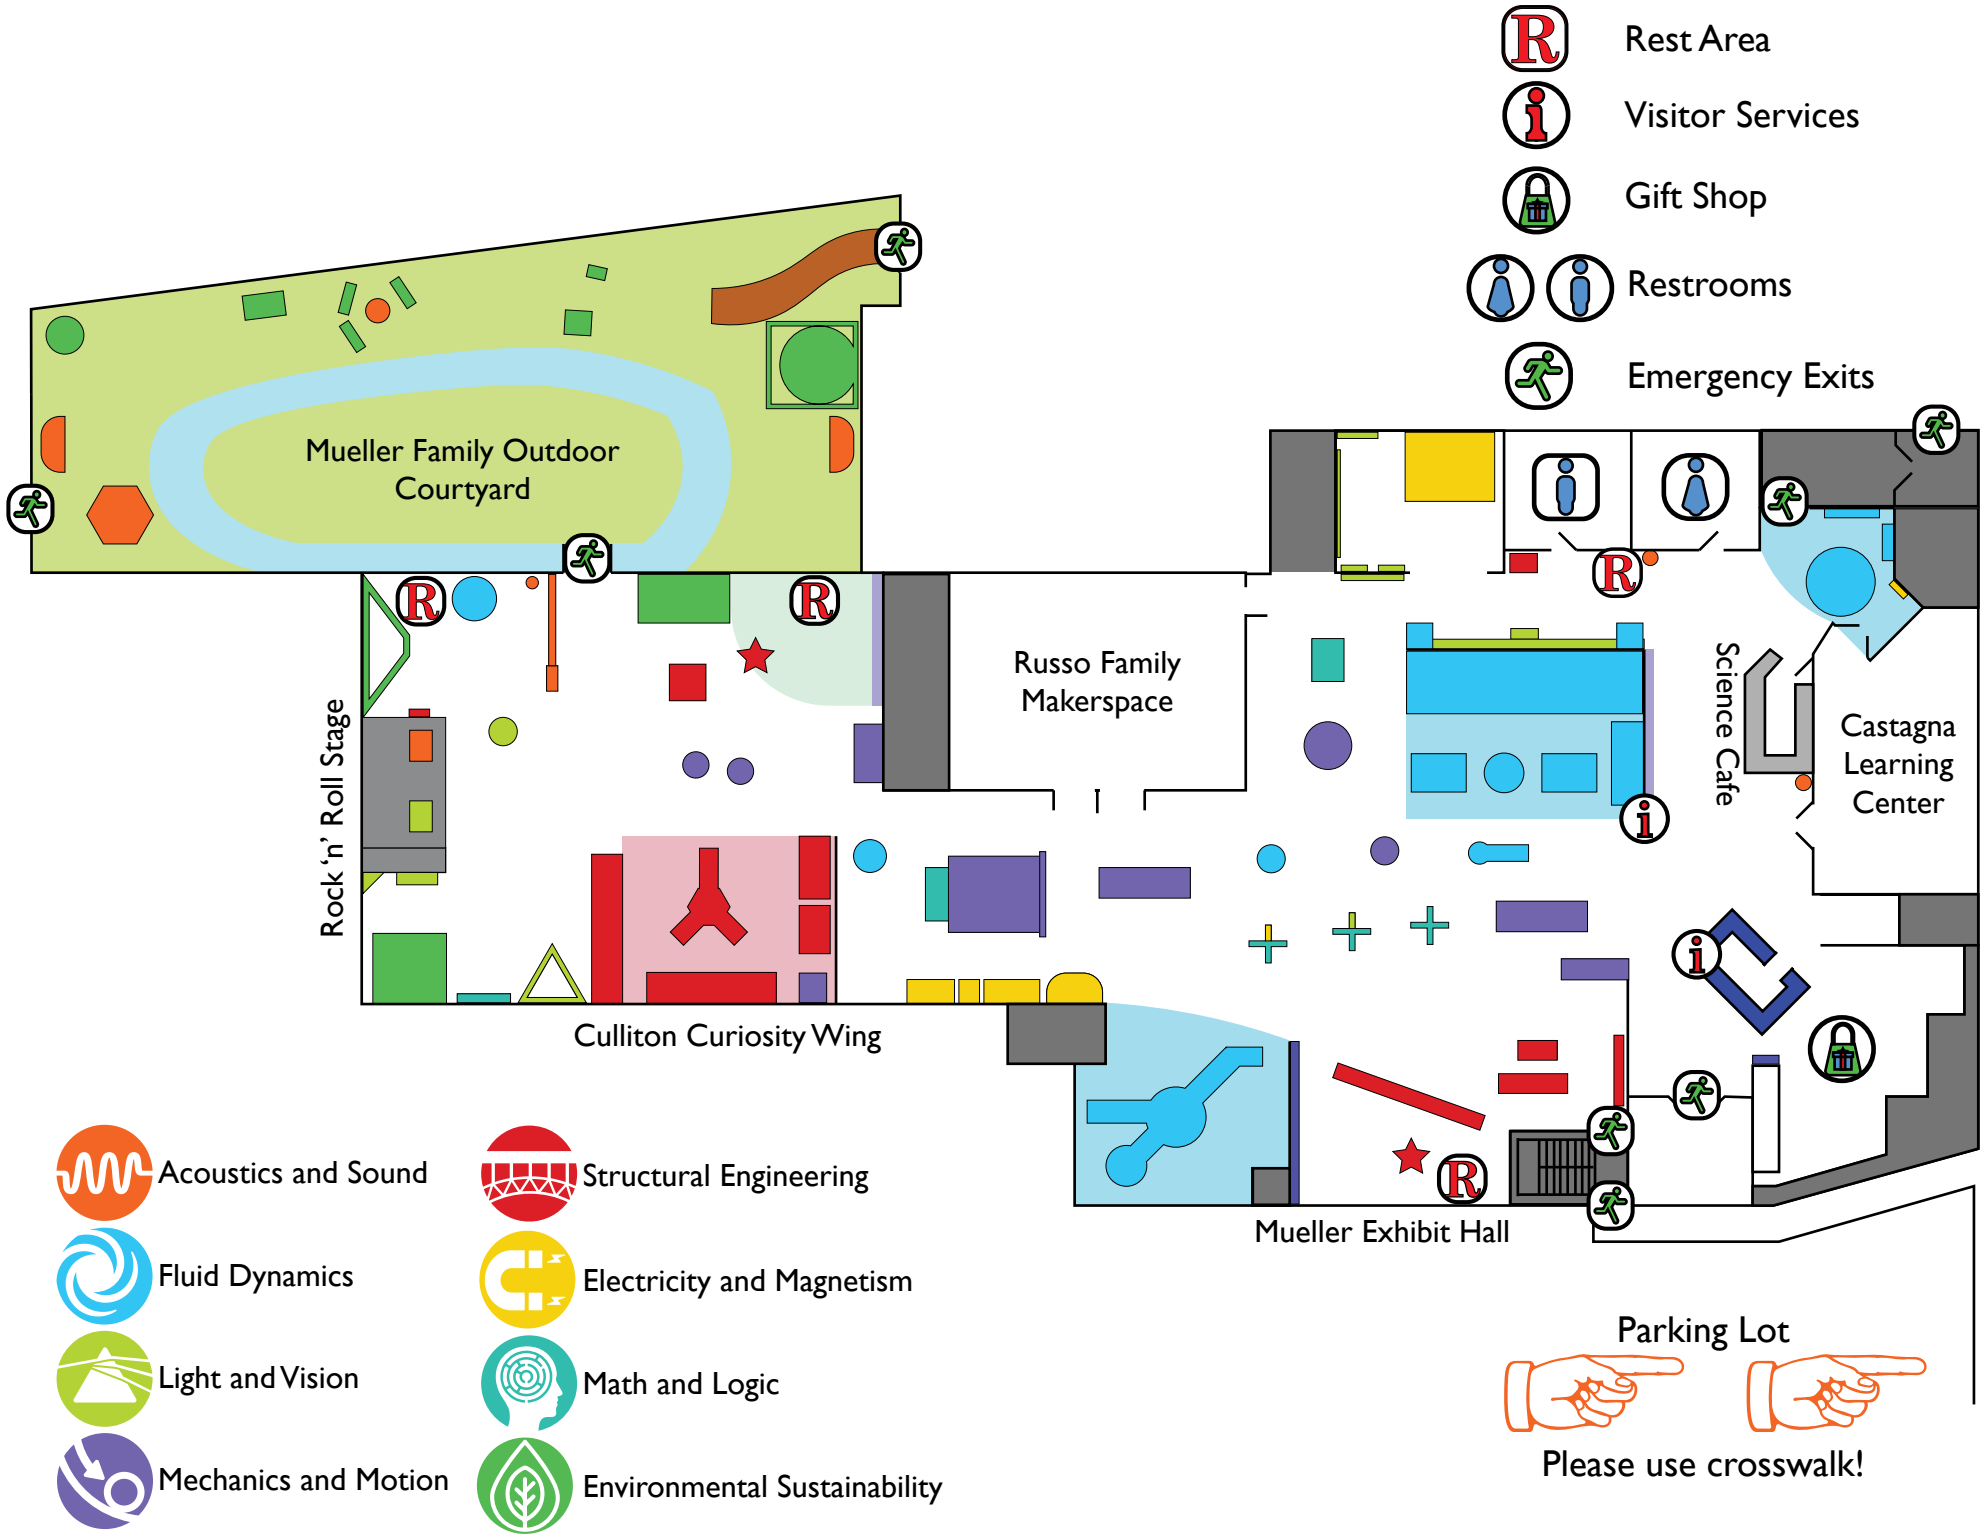 R Rest Area
i Visitor Services
Gift Shop
Restrooms
Emergency Exits
Mueller Family Outdoor
Courtyard
R
R
R
Russo Family
Makerspace
Science Cafe
Castagna
Learning
Center
Rock ‘n’ Roll Stage
i
i
Culliton Curiosity Wing
R
Mueller Exhibit Hall
Acoustics and Sound
Structural Engineering
Fluid Dynamics
Electricity and Magnetism
Light and Vision
Math and Logic
Mechanics and Motion
Environmental Sustainability
Parking Lot
Please use crosswalk!